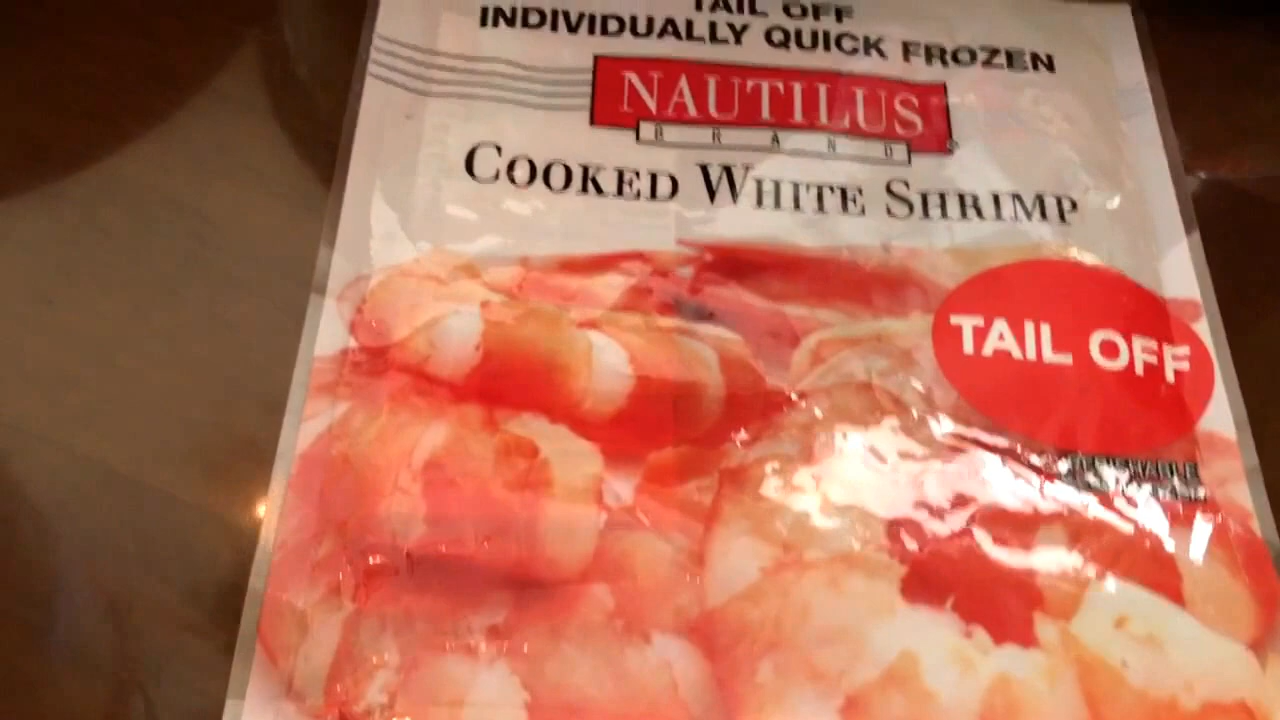 TAIL OFF
INDIVIDUALLY QUICK FROZEN
NAUTILUS
BRAND
COOKED WHITE SHRIMP
TAIL OFF